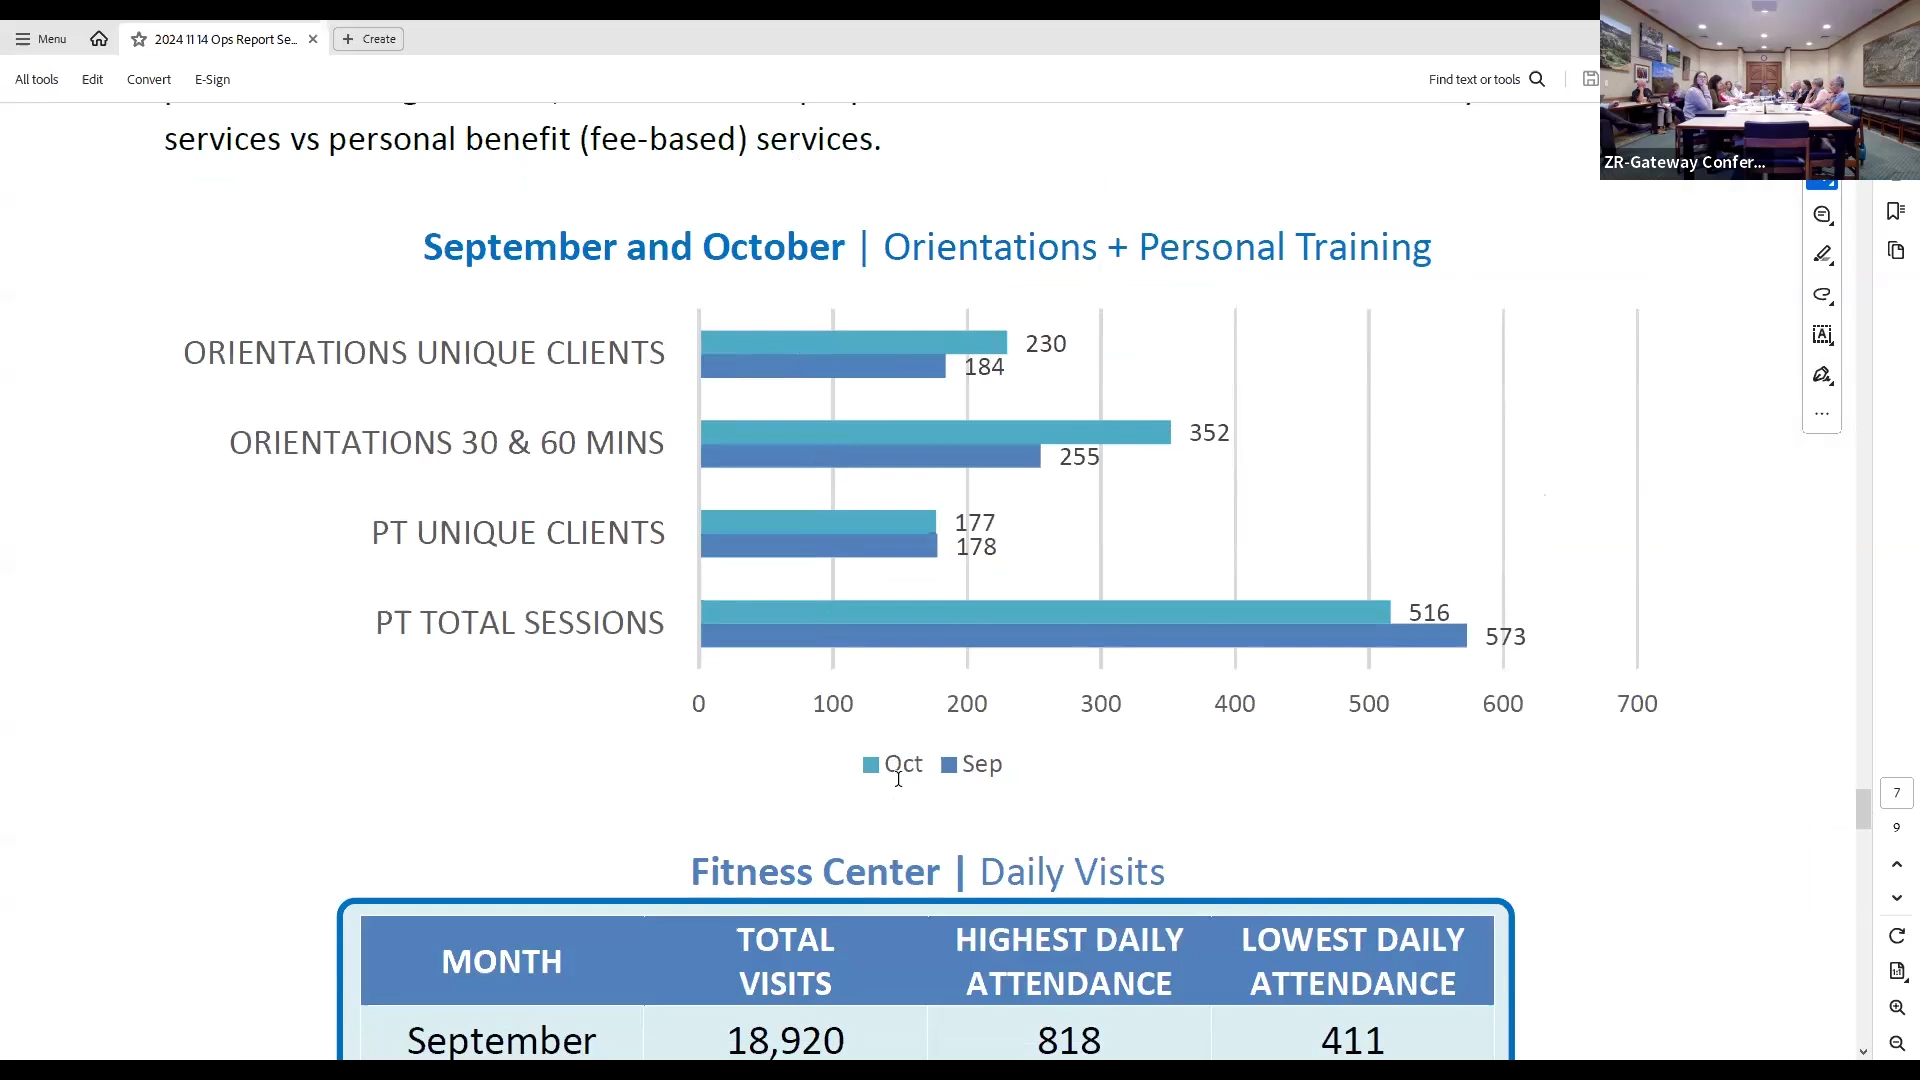 Menu
2024 11 14 Ops Report Se...
Create
All tools
Edit
Convert
E-Sign
Find text or tools
ZR-Gateway Confer...
services vs personal benefit (fee-based) services.
September and October | Orientations + Personal Training
ORIENTATIONS UNIQUE CLIENTS
230
184
ORIENTATIONS 30 & 60 MINS
352
255
PT UNIQUE CLIENTS
177
178
PT TOTAL SESSIONS
516
573
0 100 200 300 400 500 600 700
Oct Sep
7
9
Fitness Center | Daily Visits
MONTH
TOTAL
VISITS
HIGHEST DAILY
ATTENDANCE
LOWEST DAILY
ATTENDANCE
September 18,920 818 411